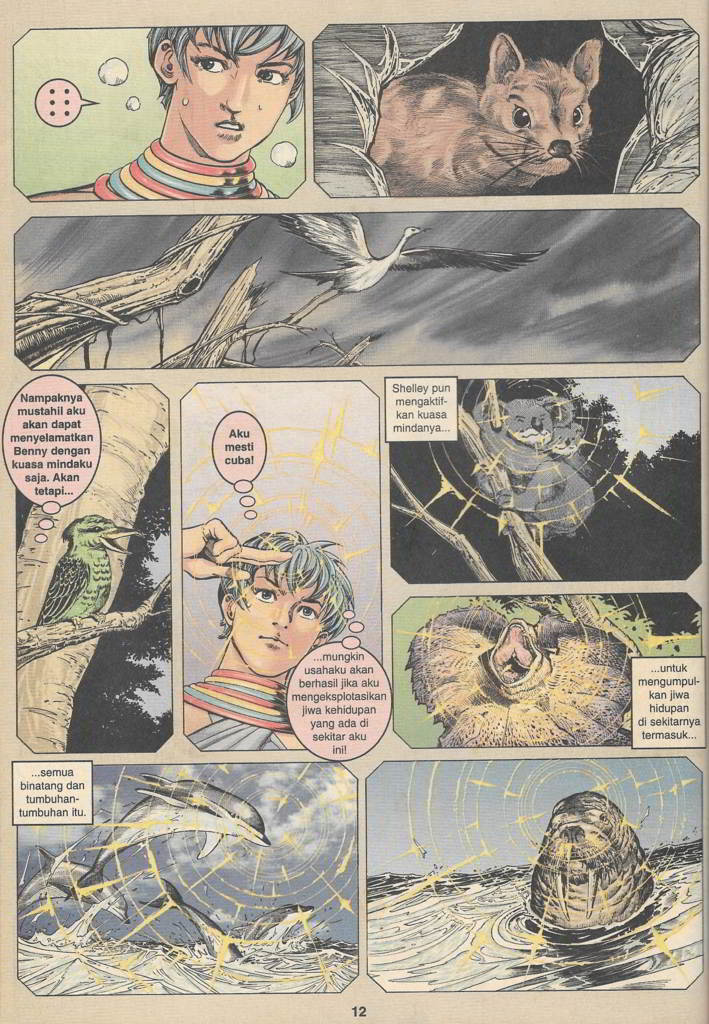 Nampaknya
mustahil aku
akan dapat
menyelamatkan
Benny dengan
kuasa mindaku
saja. Akan
tetapi...
Aku
mesti
cuba!
...mungkin
usahaku akan
berhasil jika aku
mengeksplotasikan
jiwa kehidupan
yang ada di
sekitar aku
ini!
Shelley pun
mengaktif-
kan kuasa
mindanya...
...untuk
mengumpul-
kan jiwa
hidupan
di sekitarnya
termasuk...
...semua
binatang dan
tumbuhan-
tumbuhan itu.
12